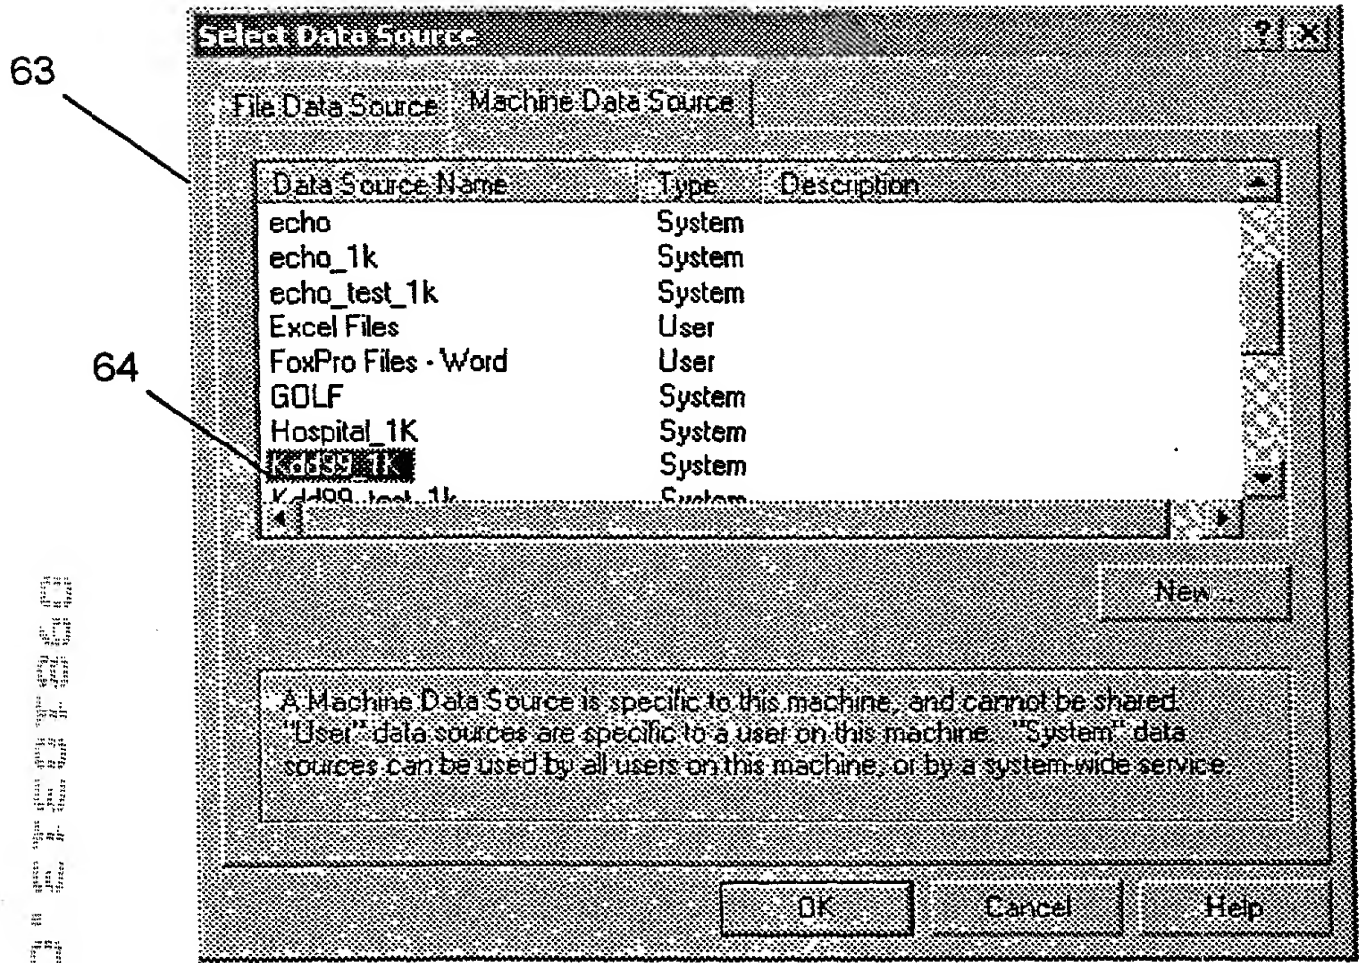 Select Data Source
63
File Data Source Machine Data Source
Data Source Name Type Description
echo System
echo_1k System
echo_test_1k System
Excel Files User
FoxPro Files - Word User
64
GOLF System
Hospital_1K System
Kdd99_1K System
Kdd99_test_1k System
New...
A Machine Data Source is specific to this machine, and cannot be shared.
"User" data sources are specific to a user on this machine. "System" data
sources can be used by all users on this machine, or by a system-wide service.
OK Cancel Help